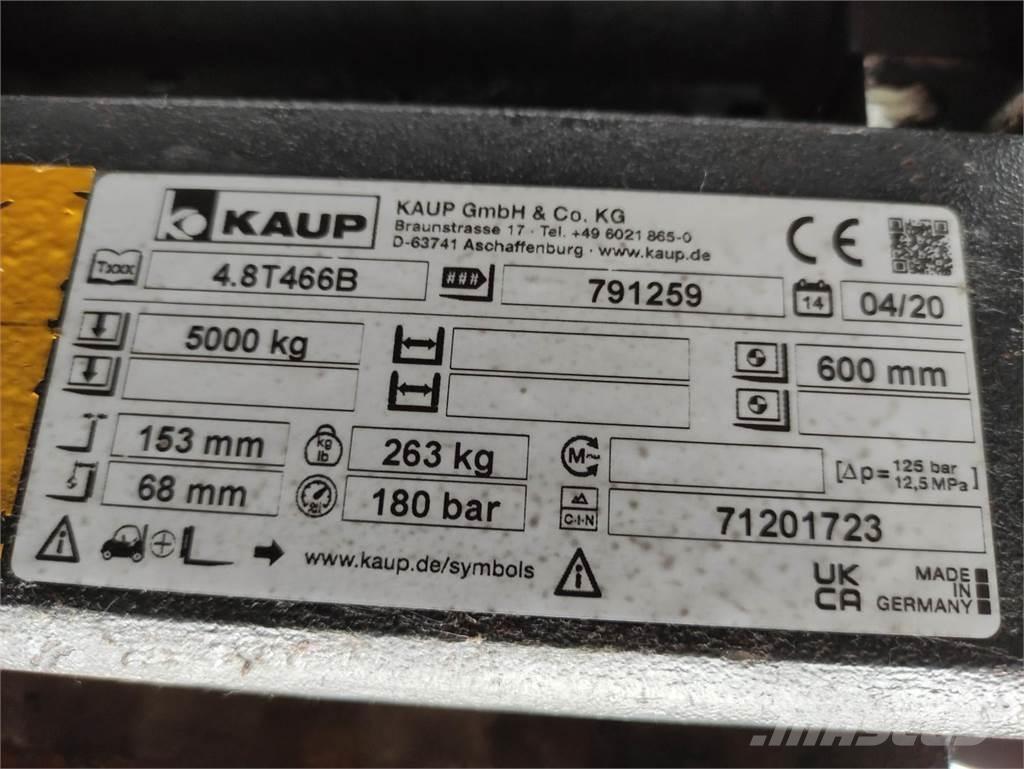 KAUP
KAUP GmbH & Co. KG
Braunstrasse 17 · Tel. +49 6021 865-0
D-63741 Aschaffenburg · www.kaup.de
CE
Txxxx 4.8T466B ### 791259 14 04/20
5000 kg 600 mm
153 mm kg lb 263 kg M~ [Δp= 125 bar 12,5 MPa]
68 mm 180 bar C·I·N 71201723
www.kaup.de/symbols
UK CA
MADE IN GERMANY
MASCUS